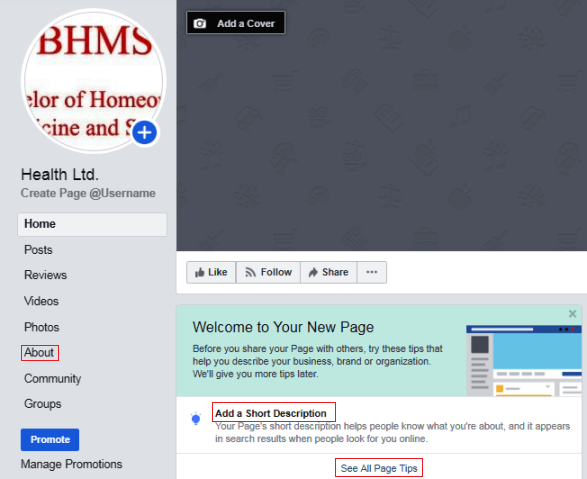 BHMS
elor of Homeo
icine and S
Health Ltd.
Create Page @Username
Home
Posts
Reviews
Videos
Photos
About
Community
Groups
Promote
Manage Promotions
Add a Cover
Like
Follow
Share
Welcome to Your New Page
Before you share your Page with others, try these tips that
help you describe your business, brand or organization.
We'll give you more tips later.
Add a Short Description
Your Page's short description helps people know what you're about, and it appears
in search results when people look for you online.
See All Page Tips